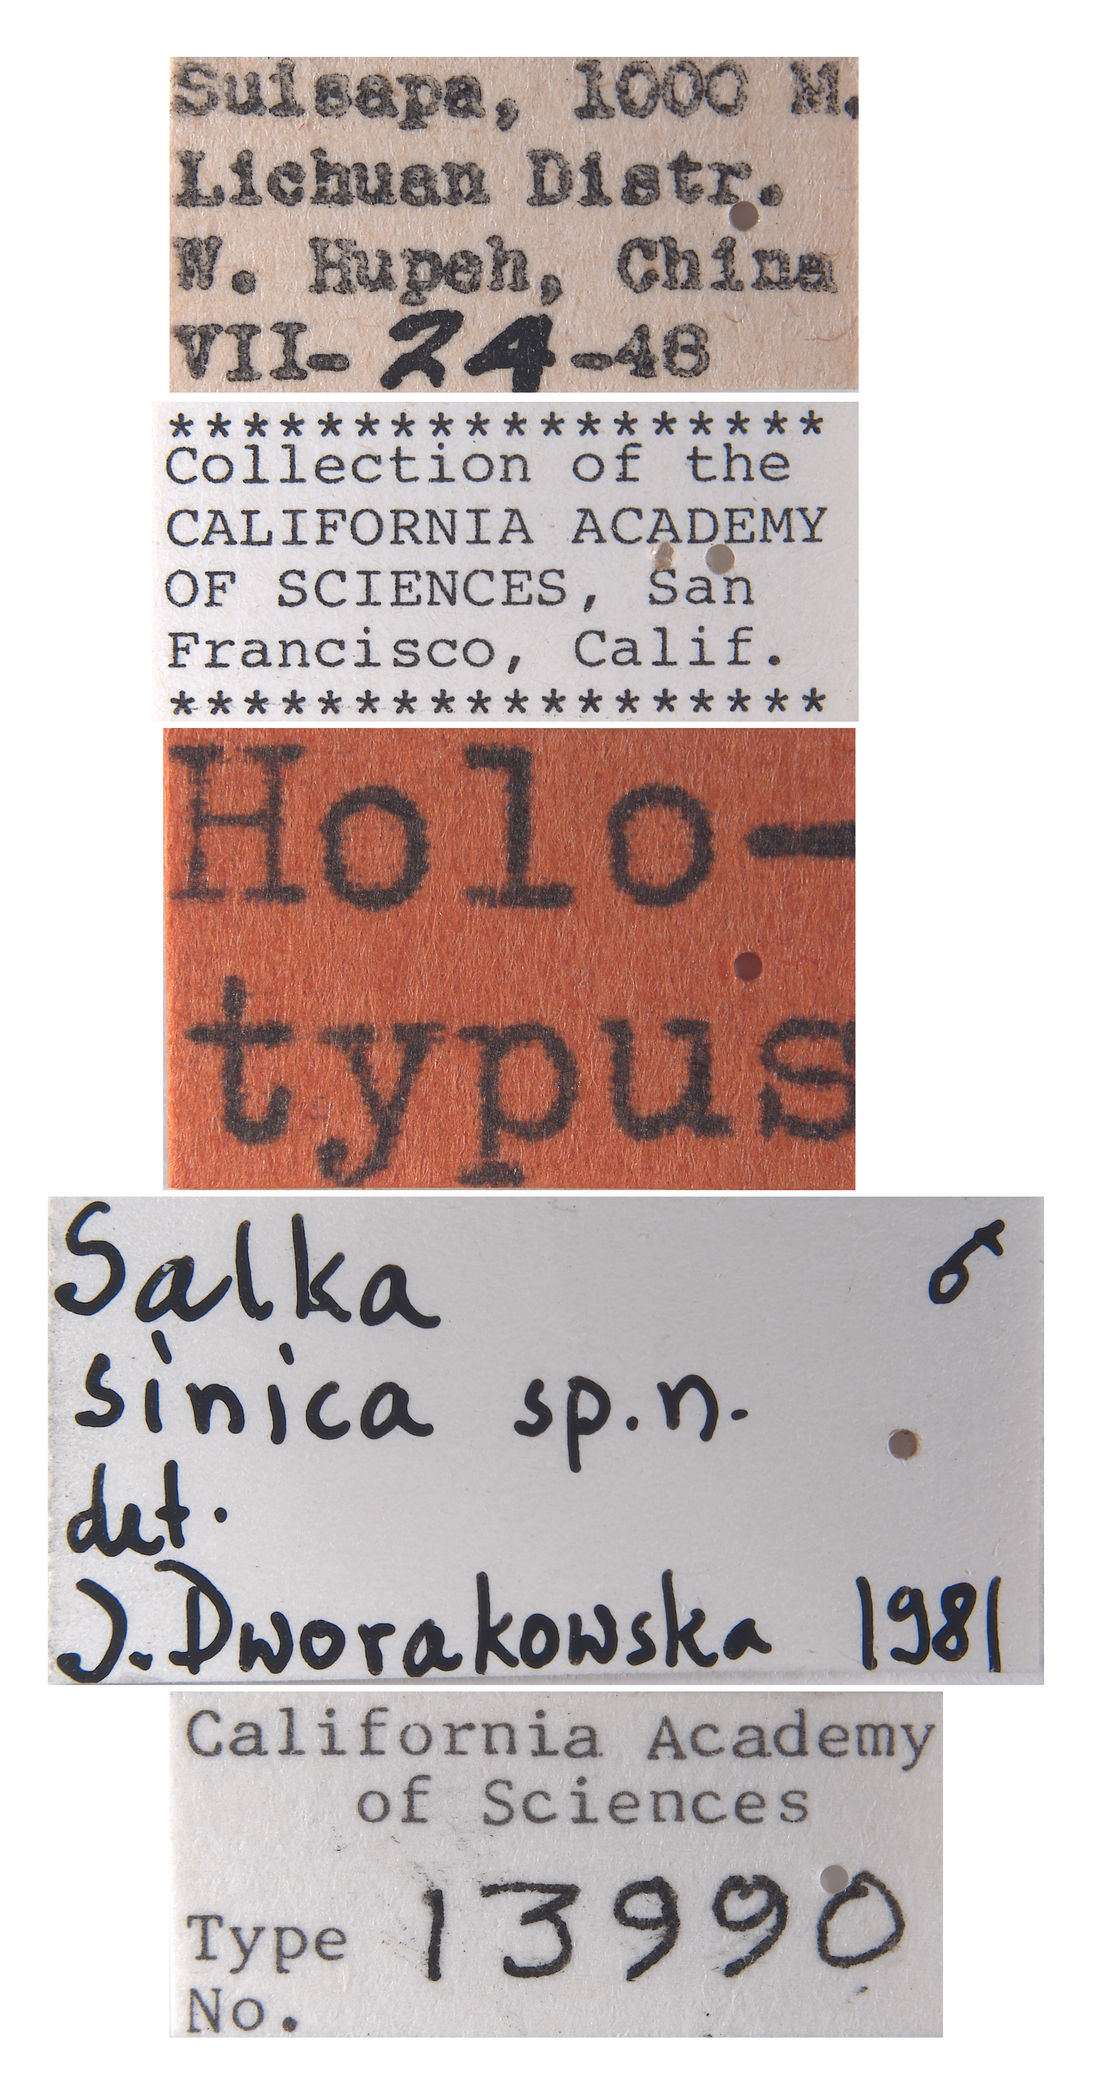 Suisapa, 1000 M.
Lichuan Distr.
W. Hupeh, China
VII-24-48
******************
Collection of the
CALIFORNIA ACADEMY
OF SCIENCES, San
Francisco, Calif.
******************
Holo-
typus
Salka ♂
sinica sp.n.
det.
J. Dworakowska 1981
California Academy
of Sciences
Type 13990
No.